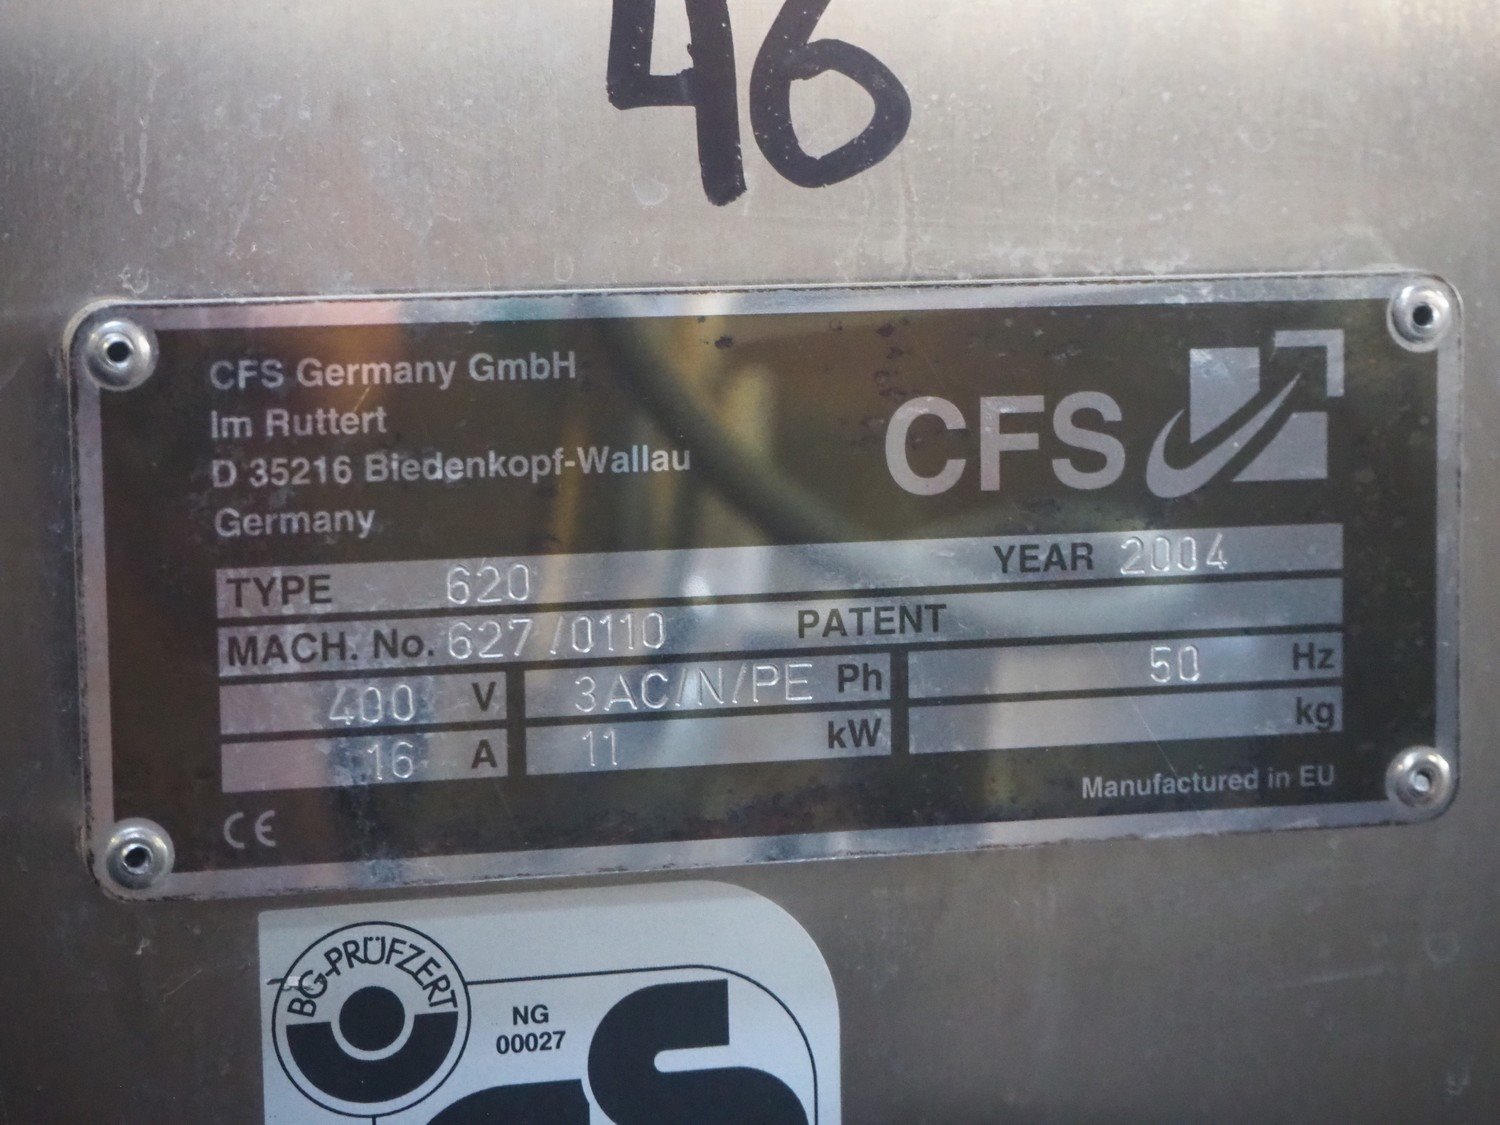 46
CFS Germany GmbH
Im Ruttert
D 35216 Biedenkopf-Wallau
Germany
CFS
TYPE 620 YEAR 2004
MACH. No. 627/0110 PATENT
400 V 3AC/N/PE Ph 50 Hz
16 A 11 kW kg
Manufactured in EU
CE
BG-PRÜFZERT
NG
00027